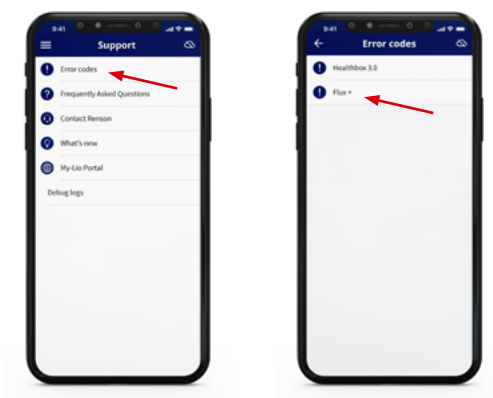 9:41
Support
Error codes
Frequently Asked Questions
Contact Renson
What's new
My-Lio Portal
Debug logs
9:41
Error codes
Healthbox 3.0
Flux +